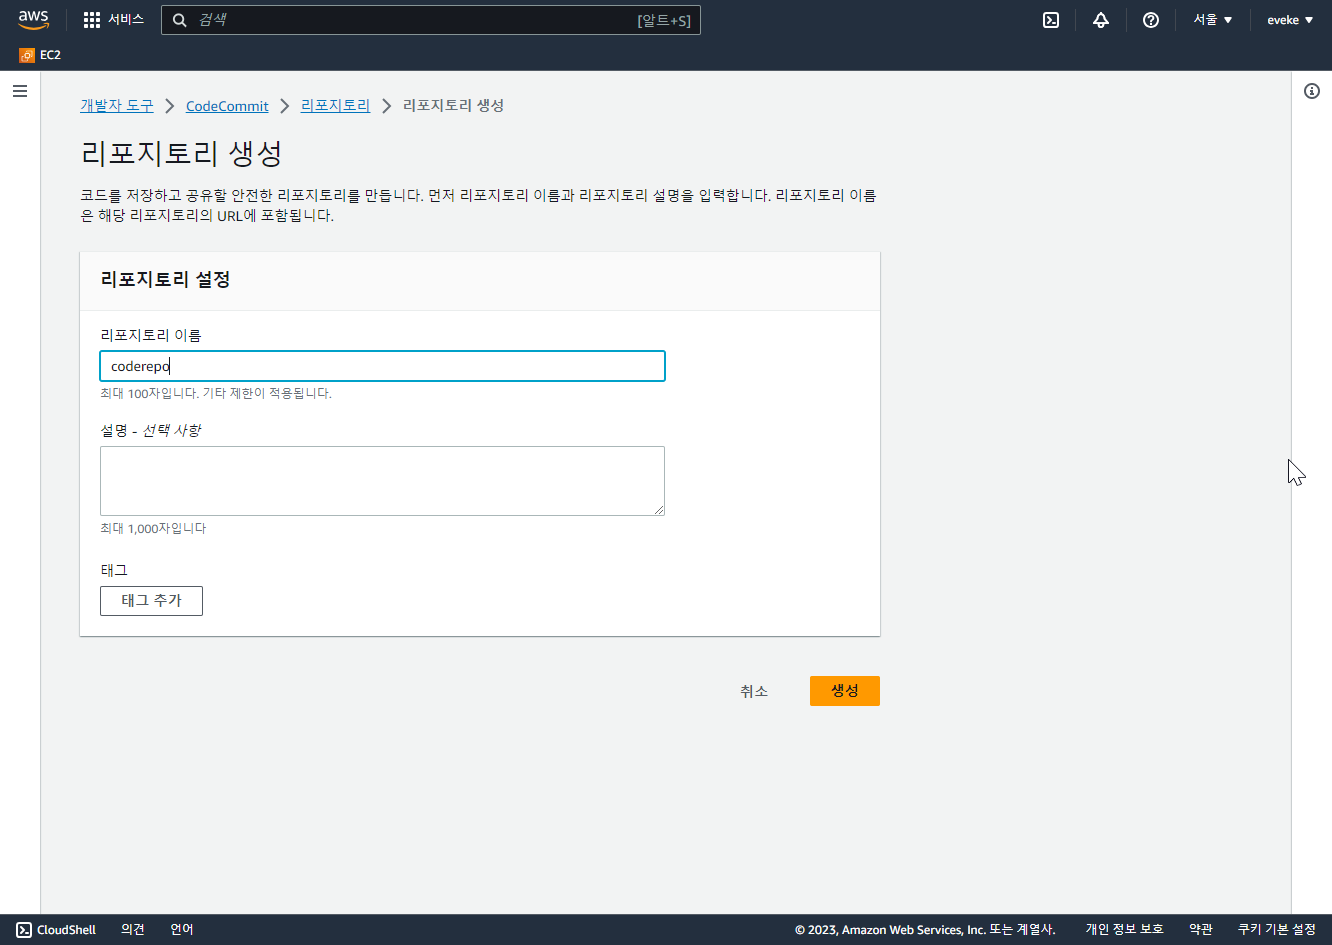 aws
서비스
검색
[알트+S]
서울
eveke
EC2
개발자 도구
CodeCommit
리포지토리
리포지토리 생성
리포지토리 생성
코드를 저장하고 공유할 안전한 리포지토리를 만듭니다. 먼저 리포지토리 이름과 리포지토리 설명을 입력합니다. 리포지토리 이름
은 해당 리포지토리의 URL에 포함됩니다.
리포지토리 설정
리포지토리 이름
coderepo
최대 100자입니다. 기타 제한이 적용됩니다.
설명 - 선택 사항
최대 1,000자입니다
태그
태그 추가
취소
생성
CloudShell
의견
언어
© 2023, Amazon Web Services, Inc. 또는 계열사.
개인 정보 보호
약관
쿠키 기본 설정